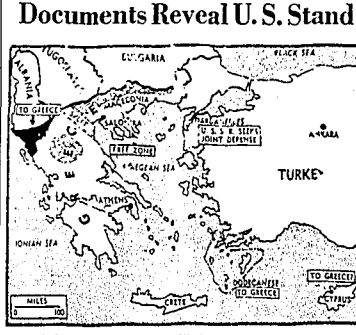 Documents Reveal U. S. Stand
BLACK SEA
ALBANIA
YUGOSLAVIA
BULGARIA
TO GREECE
MACEDONIA
SALONIKA
FREE ZONE
U. S. S. R. SEEKS
JOINT DEFENSE
ANKARA
AEGEAN SEA
TURKEY
ATHENS
IONIAN SEA
DODECANESE
TO GREECE
TO GREECE?
CYPRUS
CRETE
MILES
0 100